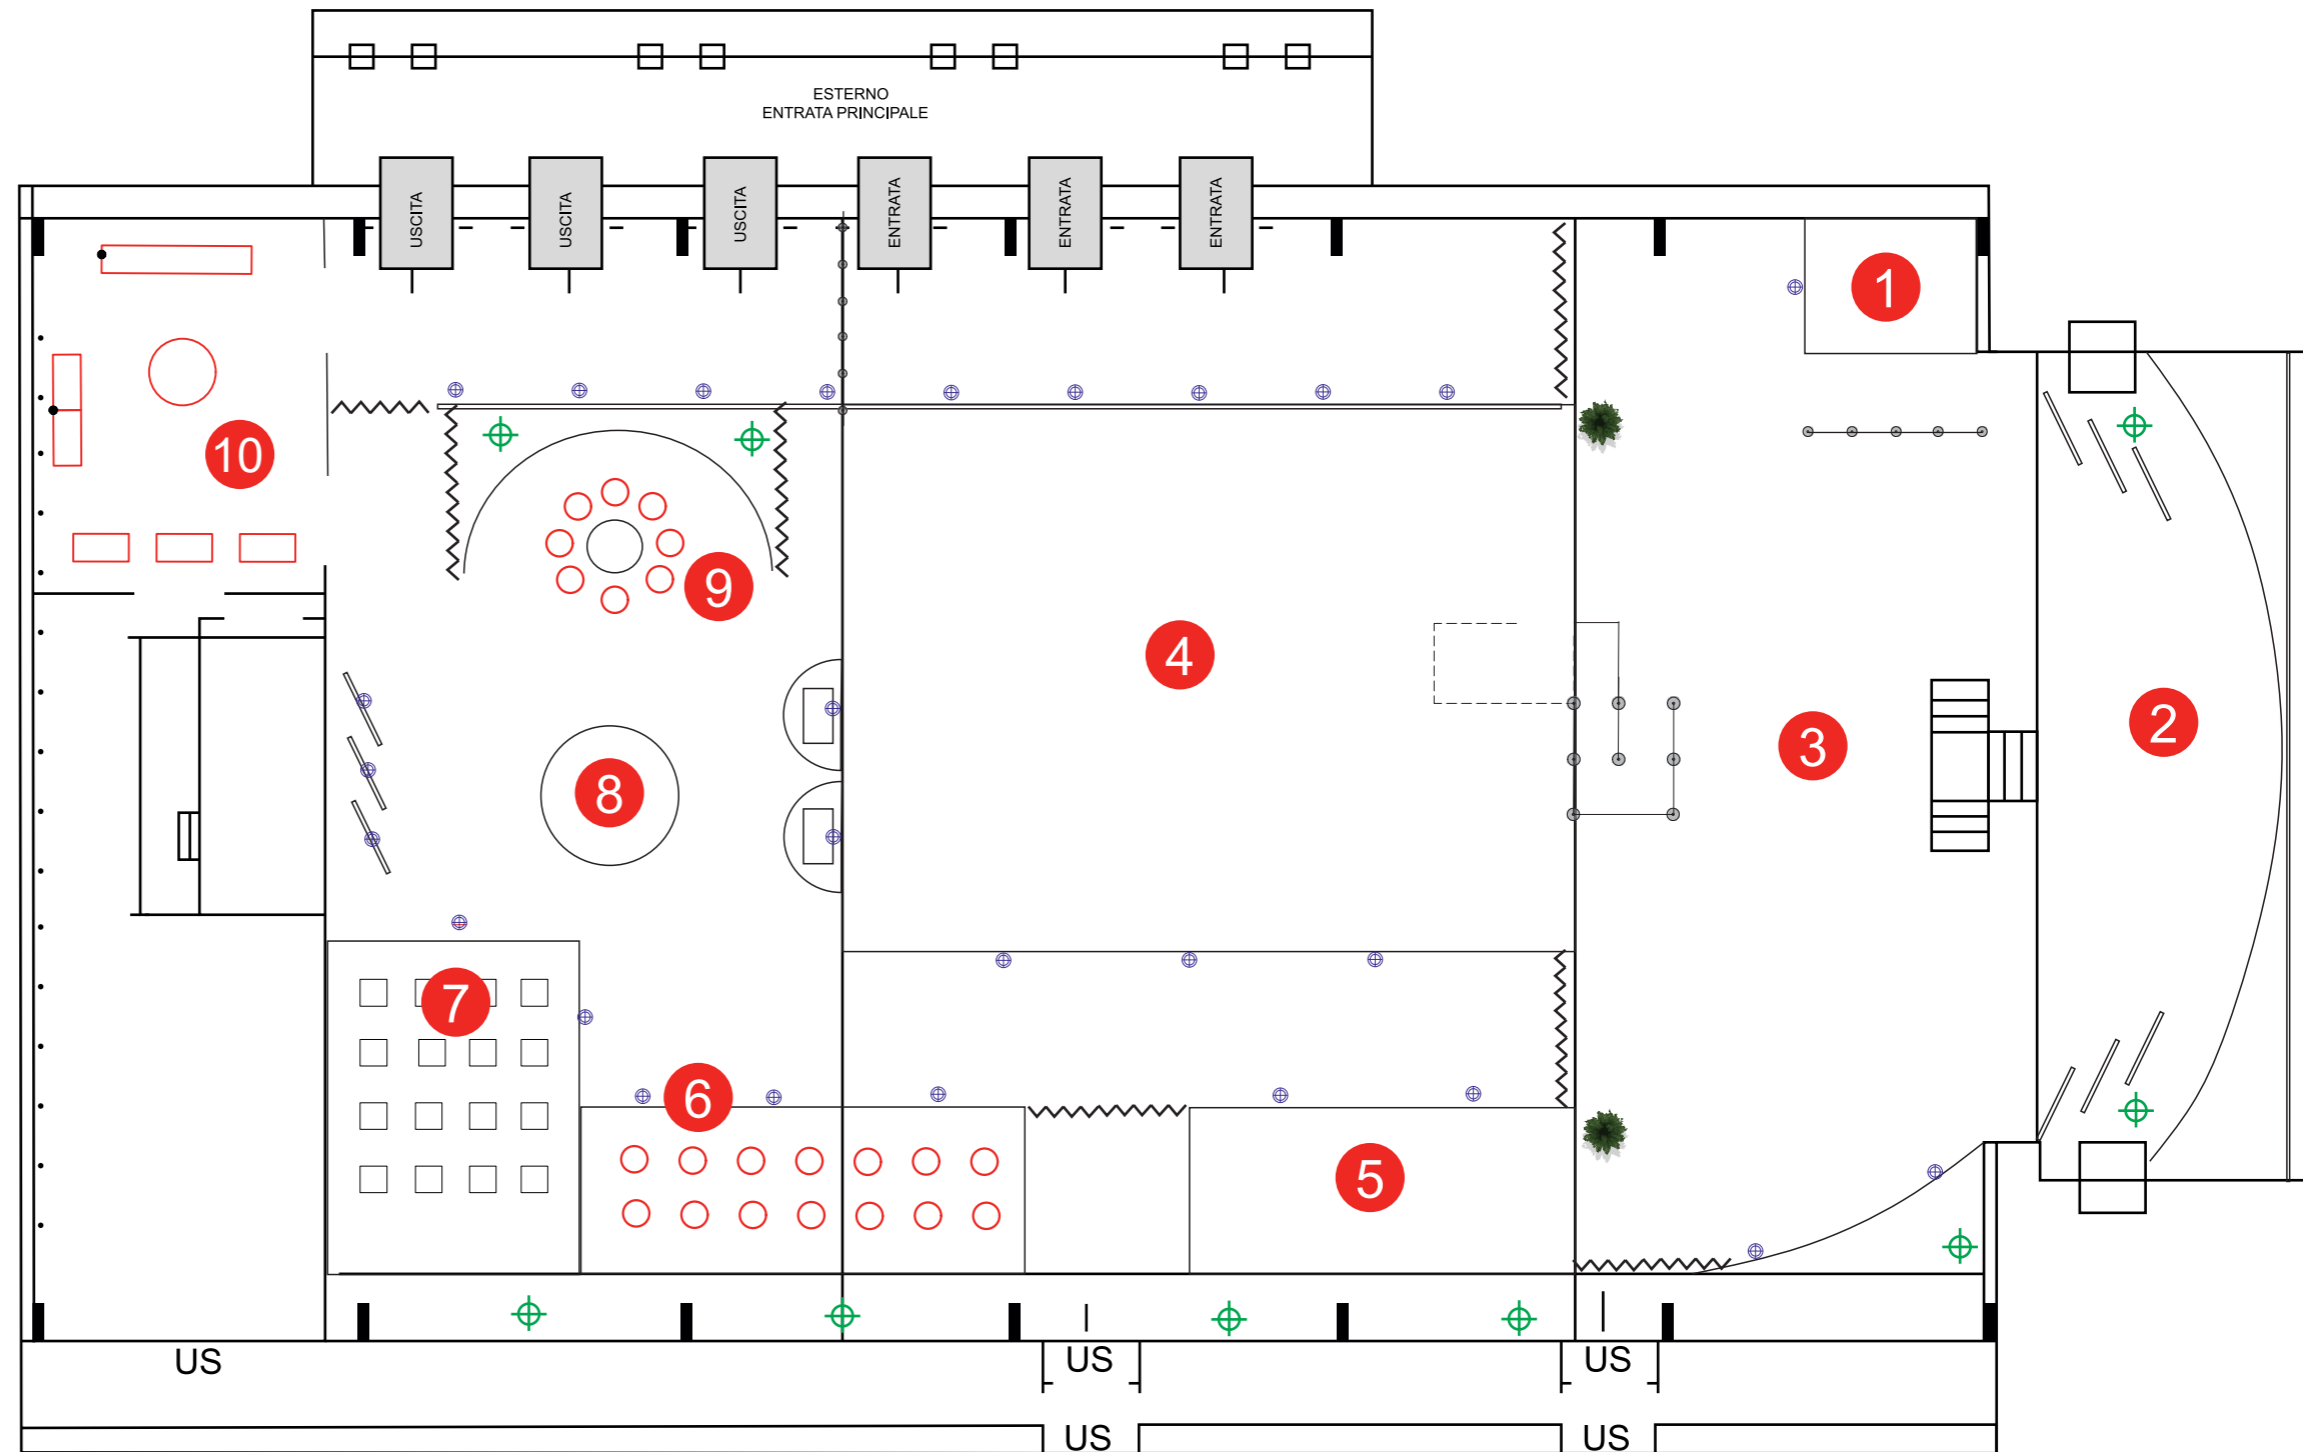 ESTERNO
ENTRATA PRINCIPALE
USCITA
USCITA
USCITA
ENTRATA
ENTRATA
ENTRATA
1
10
9
4
3
2
8
7
6
5
US
US
US
US
US